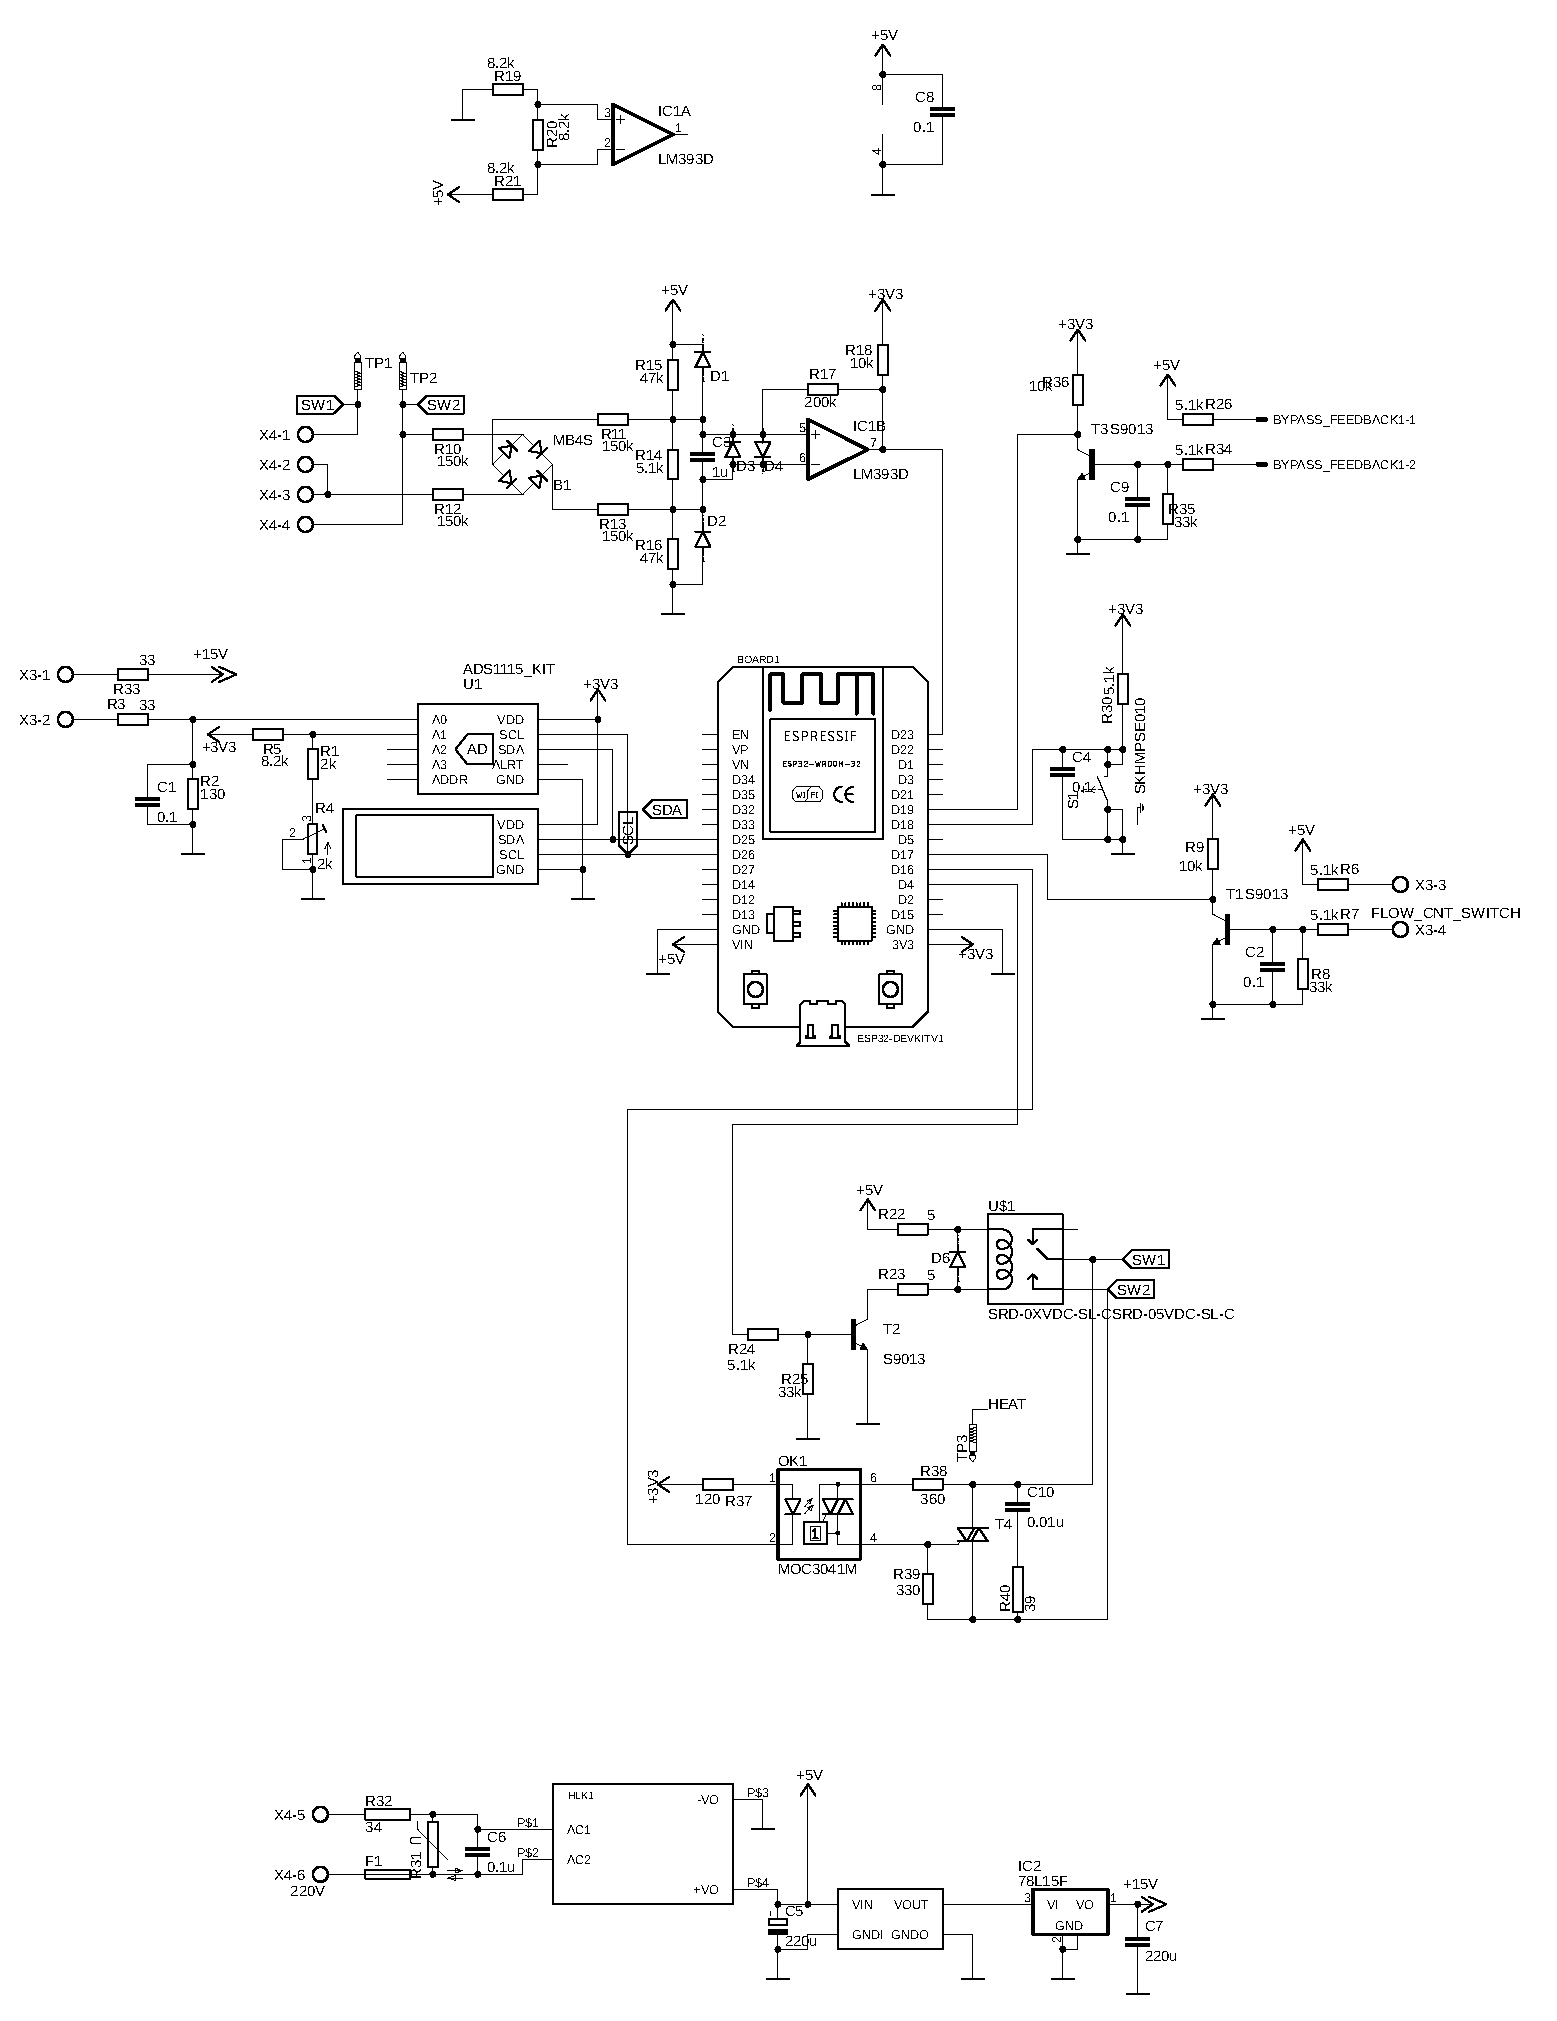 +5V
8.2k
R19
R20
8.2k
3
2
1
IC1A
LM393D
8.2k
R21
+5V
8
4
C8
0.1
+5V
+3V3
TP1
TP2
SW1
SW2
X4-1
X4-2
X4-3
X4-4
R10
150k
R12
150k
MB4S
B1
R11
150k
R13
150k
R15
47k
R14
5.1k
R16
47k
D1
D2
C3
1u
D3
D4
R17
200k
R18
10k
5
6
7
IC1B
LM393D
+3V3
R36
10k
+5V
5.1k R26
BYPASS_FEEDBACK1-1
T3 S9013
5.1k R34
BYPASS_FEEDBACK1-2
C9
0.1
R35
33k
X3-1
33
R33
+15V
X3-2
R3 33
+3V3
R5
8.2k
R1
2k
C1
0.1
R2
130
R4
3
2
1
2k
ADS1115_KIT
U1
A0 VDD
A1 SCL
A2 SDA
A3 ALRT
ADDR GND
AD
+3V3
VDD
SDA
SCL
GND
SCL
SDA
BOARD1
ESPRESSIF
ESP32-WROOM-32
WiFi CE
EN D23
VP D22
VN D1
D34 D3
D35 D21
D32 D19
D33 D18
D25 D5
D26 D17
D27 D16
D14 D4
D12 D2
D13 D15
GND GND
VIN 3V3
+5V
+3V3
ESP32-DEVKITV1
+3V3
R30 5.1k
SKHMPSE010
C4
0.1
S1
+3V3
R9
10k
+5V
5.1k R6
X3-3
T1 S9013
5.1k R7
FLOW_CNT_SWITCH
X3-4
C2
0.1
R8
33k
+5V
R22 5
D6
R23 5
U$1
SW1
SW2
SRD-0XVDC-SL-CSRD-05VDC-SL-C
R24
5.1k
R25
33k
T2
S9013
HEAT
TP3
+3V3
120 R37
OK1
1
2
6
4
1
MOC3041M
R38
360
C10
0.01u
T4
R39
330
R40
39
X4-5
R32
34
X4-6
220V
F1
R31
U
C6
0.1u
P$1
P$2
HLK1
AC1
AC2
-VO
+VO
P$3
P$4
+5V
C5
220u
VIN VOUT
GNDI GNDO
IC2
78L15F
3
VI VO
GND
2
1
+15V
C7
220u